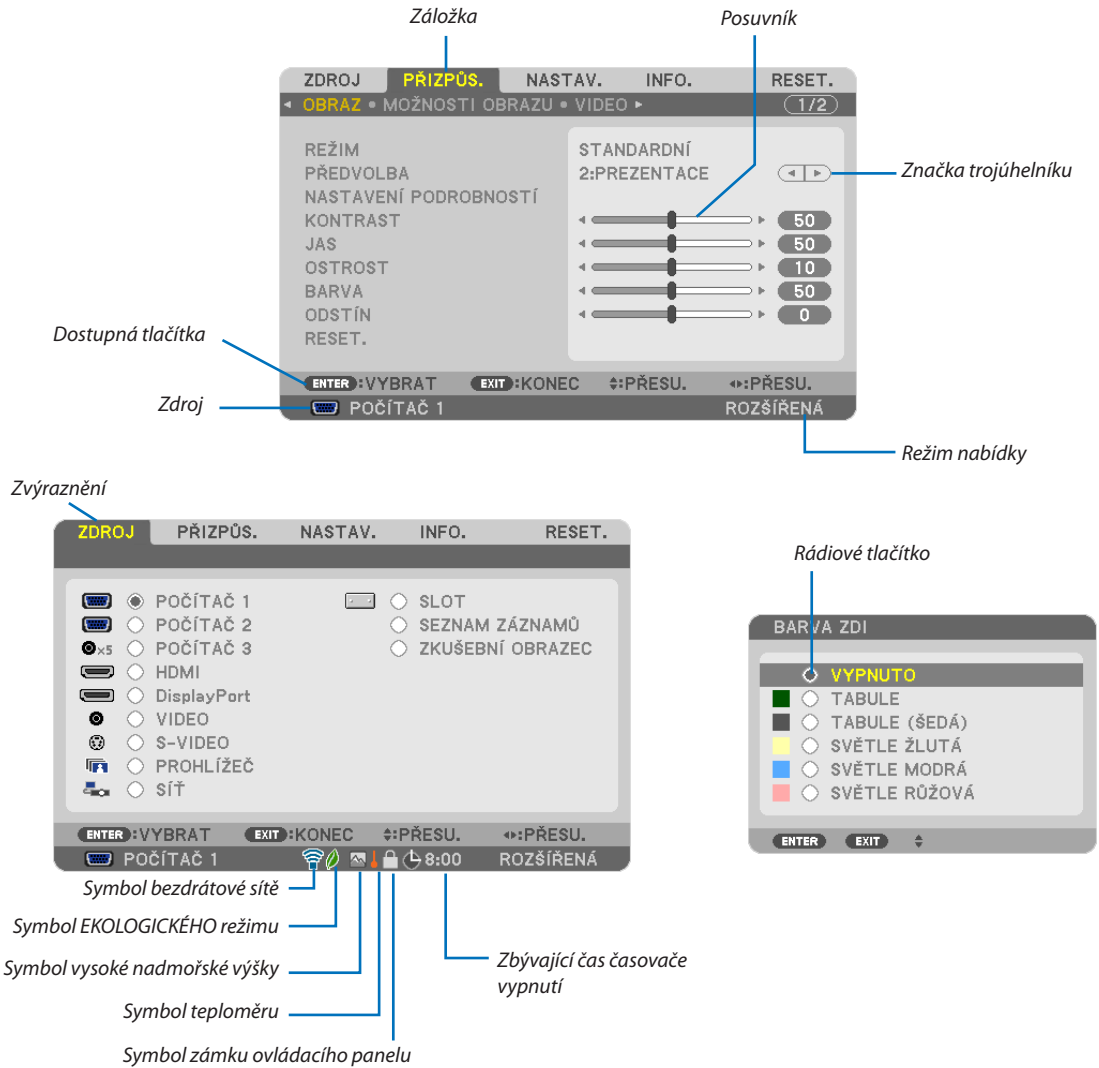 Záložka
Posuvník
ZDROJ PŘIZPŮS. NASTAV. INFO. RESET.
OBRAZ • MOŽNOSTI OBRAZU • VIDEO 1/2
REŽIM STANDARDNÍ
PŘEDVOLBA 2:PREZENTACE
Značka trojúhelníku
NASTAVENÍ PODROBNOSTÍ
KONTRAST 50
JAS 50
OSTROST 10
BARVA 50
ODSTÍN 0
RESET.
Dostupná tlačítka
ENTER :VYBRAT EXIT :KONEC :PŘESU. :PŘESU.
Zdroj
POČÍTAČ 1 ROZŠÍŘENÁ
Režim nabídky
Zvýraznění
ZDROJ PŘIZPŮS. NASTAV. INFO. RESET.
POČÍTAČ 1 SLOT
POČÍTAČ 2 SEZNAM ZÁZNAMŮ
×5 POČÍTAČ 3 ZKUŠEBNÍ OBRAZEC
HDMI
DisplayPort
VIDEO
S-VIDEO
PROHLÍŽEČ
SÍŤ
ENTER :VYBRAT EXIT :KONEC :PŘESU. :PŘESU.
POČÍTAČ 1 8:00 ROZŠÍŘENÁ
Rádiové tlačítko
BARVA ZDI
VYPNUTO
TABULE
TABULE (ŠEDÁ)
SVĚTLE ŽLUTÁ
SVĚTLE MODRÁ
SVĚTLE RŮŽOVÁ
ENTER EXIT
Symbol bezdrátové sítě
Symbol EKOLOGICKÉHO režimu
Symbol vysoké nadmořské výšky
Symbol teploměru
Symbol zámku ovládacího panelu
Zbývající čas časovače
vypnutí